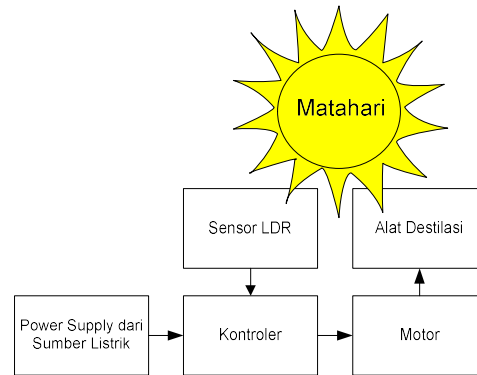 Matahari
Sensor LDR
Alat Destilasi
Power Supply dari
Sumber Listrik
Kontroler
Motor